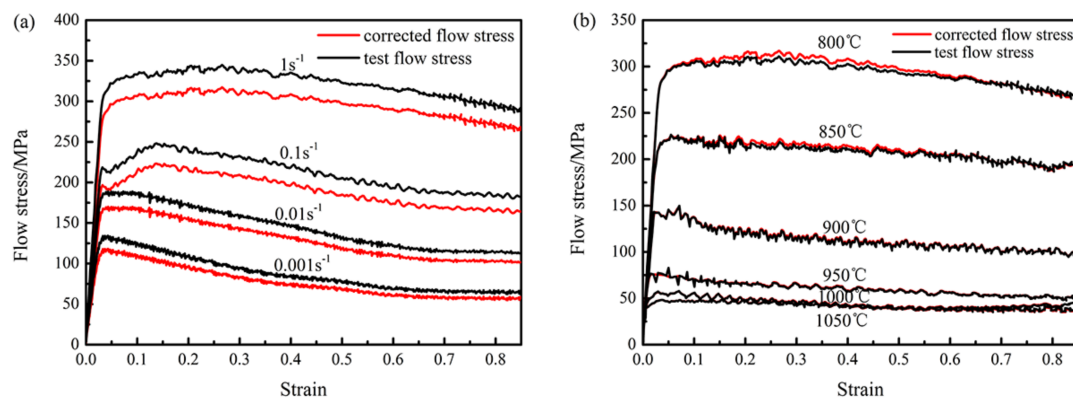 (a)
400
350
300
250
200
150
100
50
0
Flow stress/MPa
corrected flow stress
test flow stress
1s⁻¹
0.1s⁻¹
0.01s⁻¹
0.001s⁻¹
0.0 0.1 0.2 0.3 0.4 0.5 0.6 0.7 0.8
Strain
(b)
350
300
250
200
150
100
50
0
Flow stress/MPa
corrected flow stress
test flow stress
800℃
850℃
900℃
950℃
1000℃
1050℃
0.0 0.1 0.2 0.3 0.4 0.5 0.6 0.7 0.8
Strain